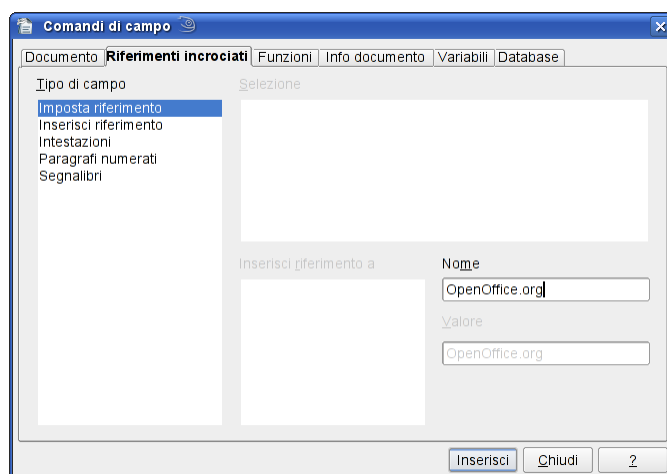 Comandi di campo
Documento Riferimenti incrociati Funzioni Info documento Variabili Database
Tipo di campo
Imposta riferimento
Inserisci riferimento
Intestazioni
Paragrafi numerati
Segnalibri
Selezione
Inserisci riferimento a
Nome
OpenOffice.org
Valore
OpenOffice.org
Inserisci Chiudi ?